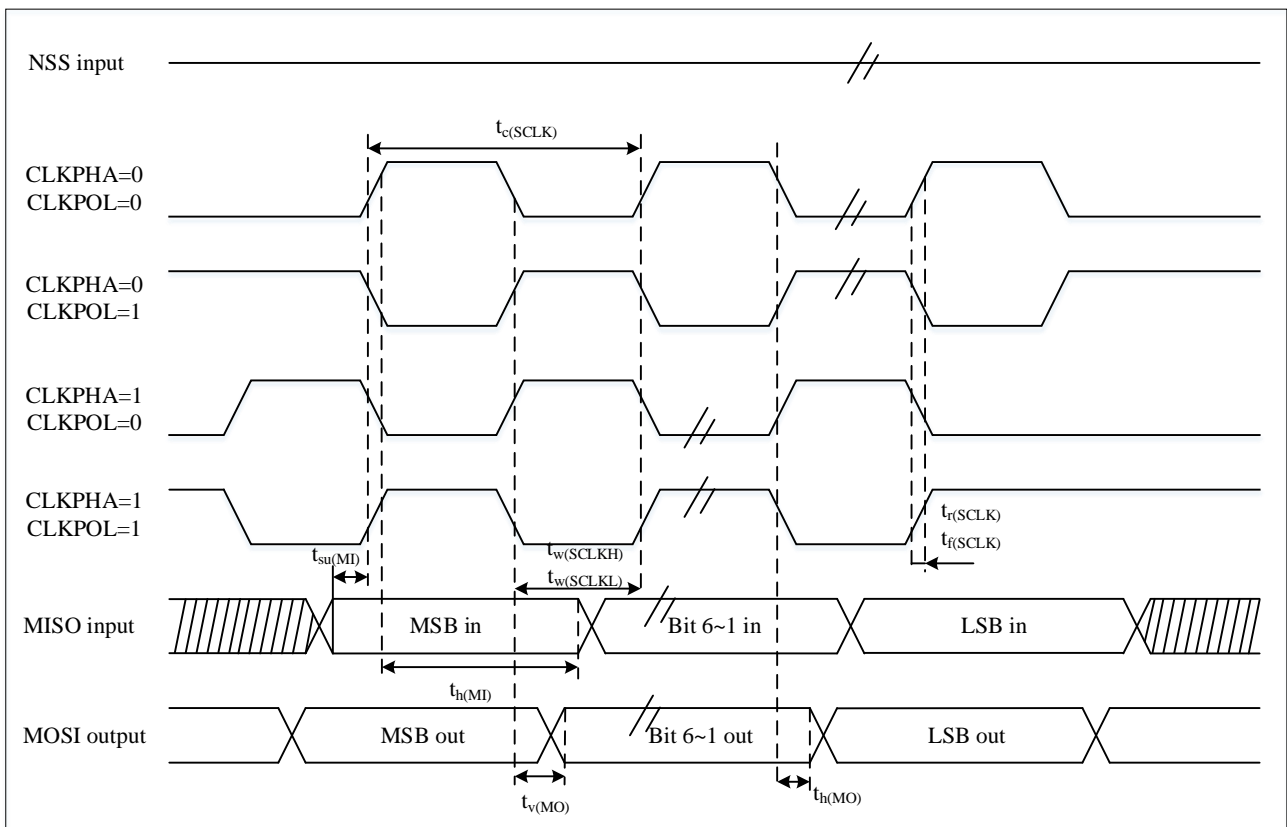 NSS input
tc(SCLK)
CLKPHA=0
CLKPOL=0
CLKPHA=0
CLKPOL=1
CLKPHA=1
CLKPOL=0
CLKPHA=1
CLKPOL=1
tr(SCLK)
tf(SCLK)
tsu(MI)
tw(SCLKH)
tw(SCLKL)
MISO input
MSB in
Bit 6~1 in
LSB in
th(MI)
MOSI output
MSB out
Bit 6~1 out
LSB out
tv(MO)
th(MO)